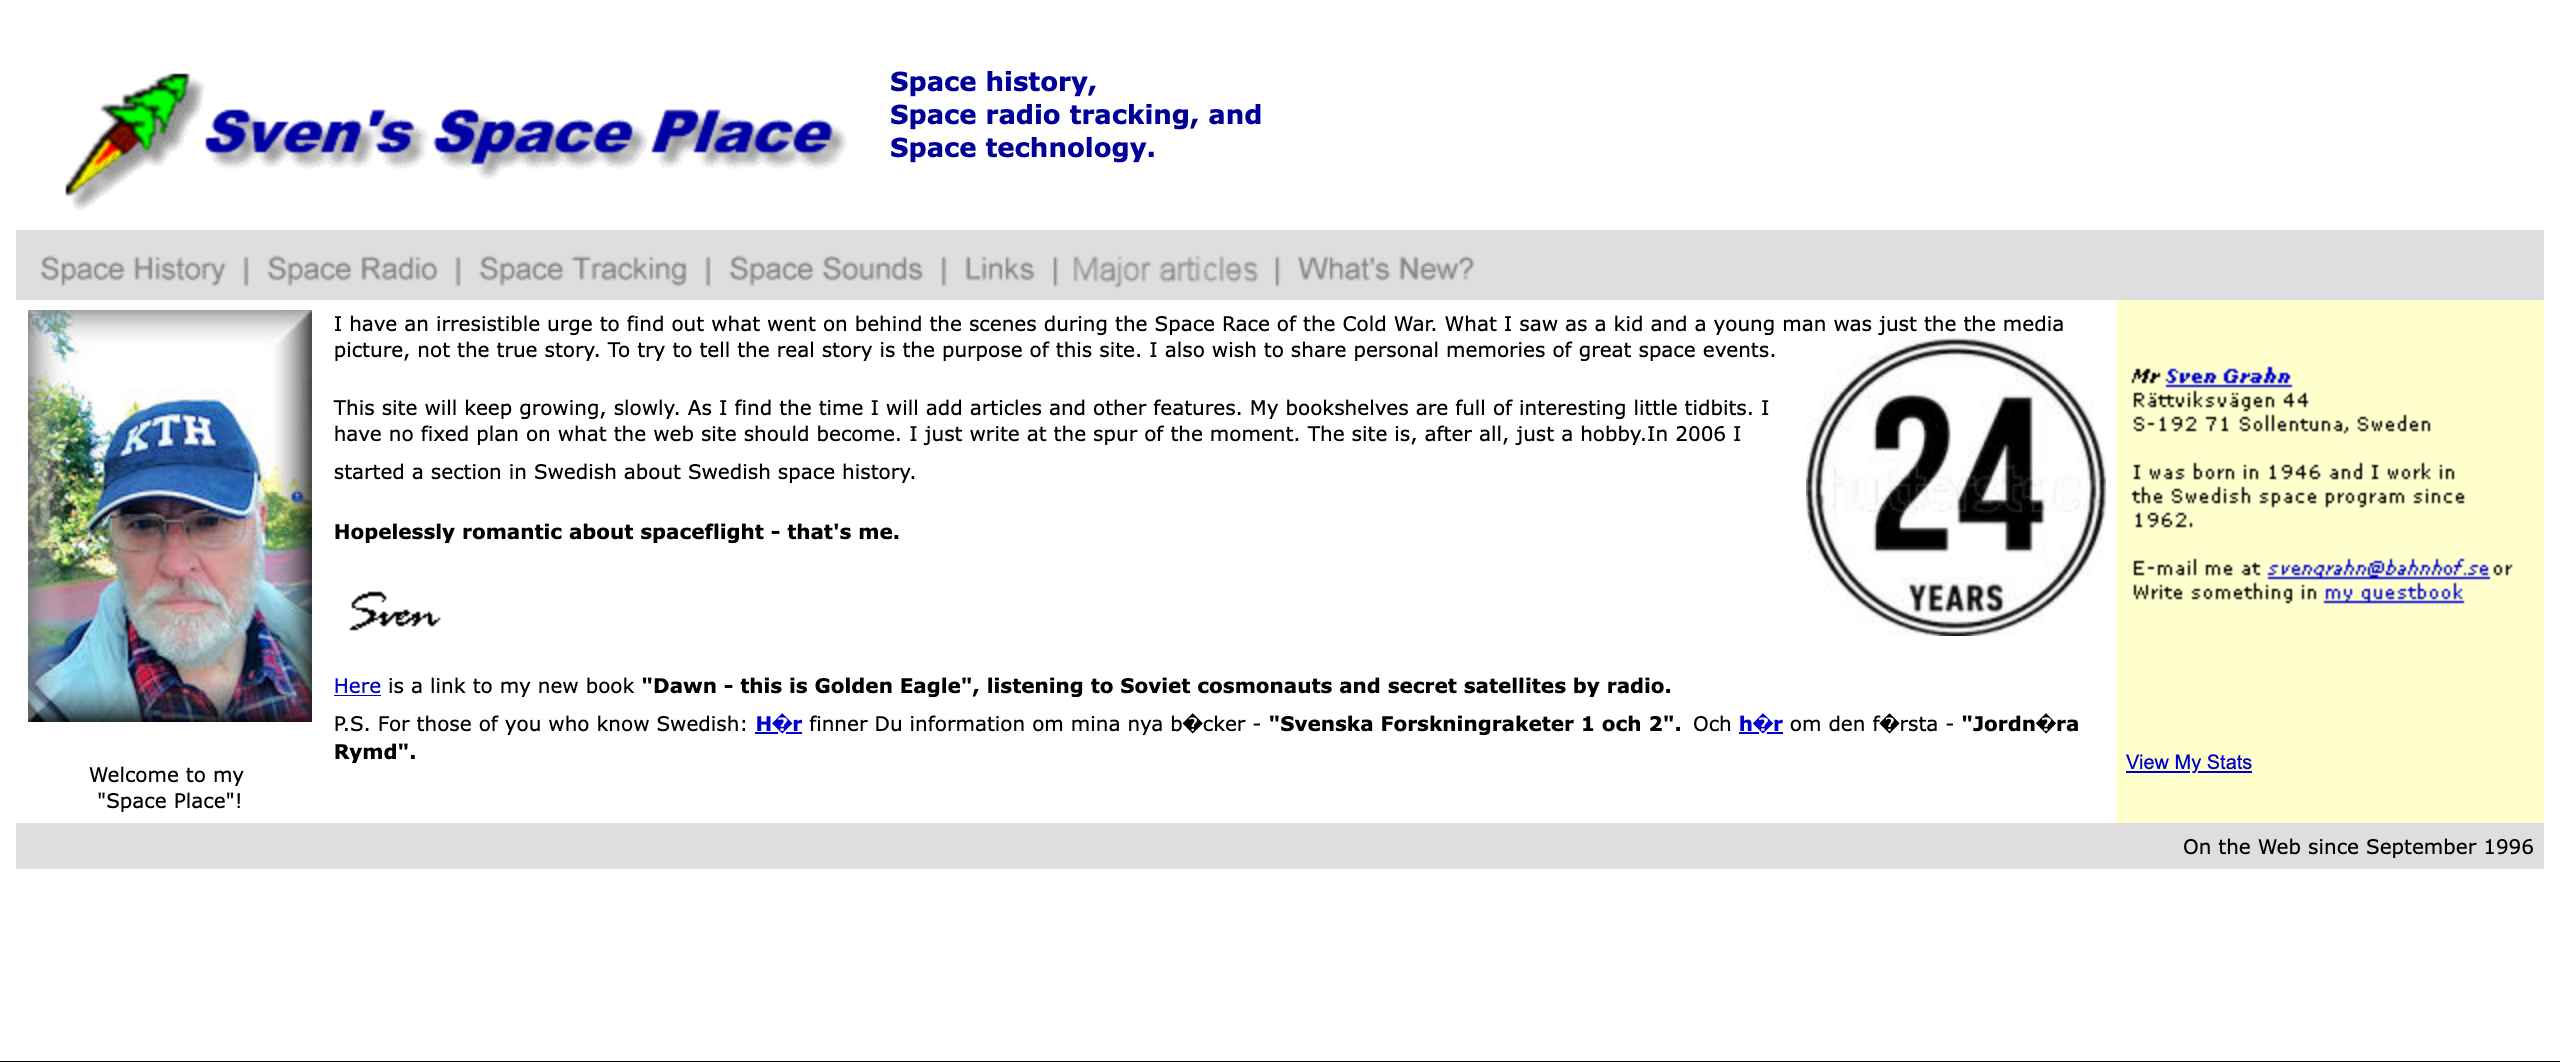 Sven's Space Place
Space history,
Space radio tracking, and
Space technology.
Space History | Space Radio | Space Tracking | Space Sounds | Links | Major articles | What's New?
KTH
Welcome to my
"Space Place"!
I have an irresistible urge to find out what went on behind the scenes during the Space Race of the Cold War. What I saw as a kid and a young man was just the the media
picture, not the true story. To try to tell the real story is the purpose of this site. I also wish to share personal memories of great space events.
This site will keep growing, slowly. As I find the time I will add articles and other features. My bookshelves are full of interesting little tidbits. I
have no fixed plan on what the web site should become. I just write at the spur of the moment. The site is, after all, just a hobby.In 2006 I
started a section in Swedish about Swedish space history.
Hopelessly romantic about spaceflight - that's me.
Sven
24
YEARS
Here is a link to my new book "Dawn - this is Golden Eagle", listening to Soviet cosmonauts and secret satellites by radio.
P.S. For those of you who know Swedish: H�r finner Du information om mina nya b�cker - "Svenska Forskningraketer 1 och 2". Och h�r om den f�rsta - "Jordn�ra
Rymd".
Mr Sven Grahn
Rättviksvägen 44
S-192 71 Sollentuna, Sweden
I was born in 1946 and I work in
the Swedish space program since
1962.
E-mail me at svengrahn@bahnhof.se or
Write something in my guestbook
View My Stats
On the Web since September 1996